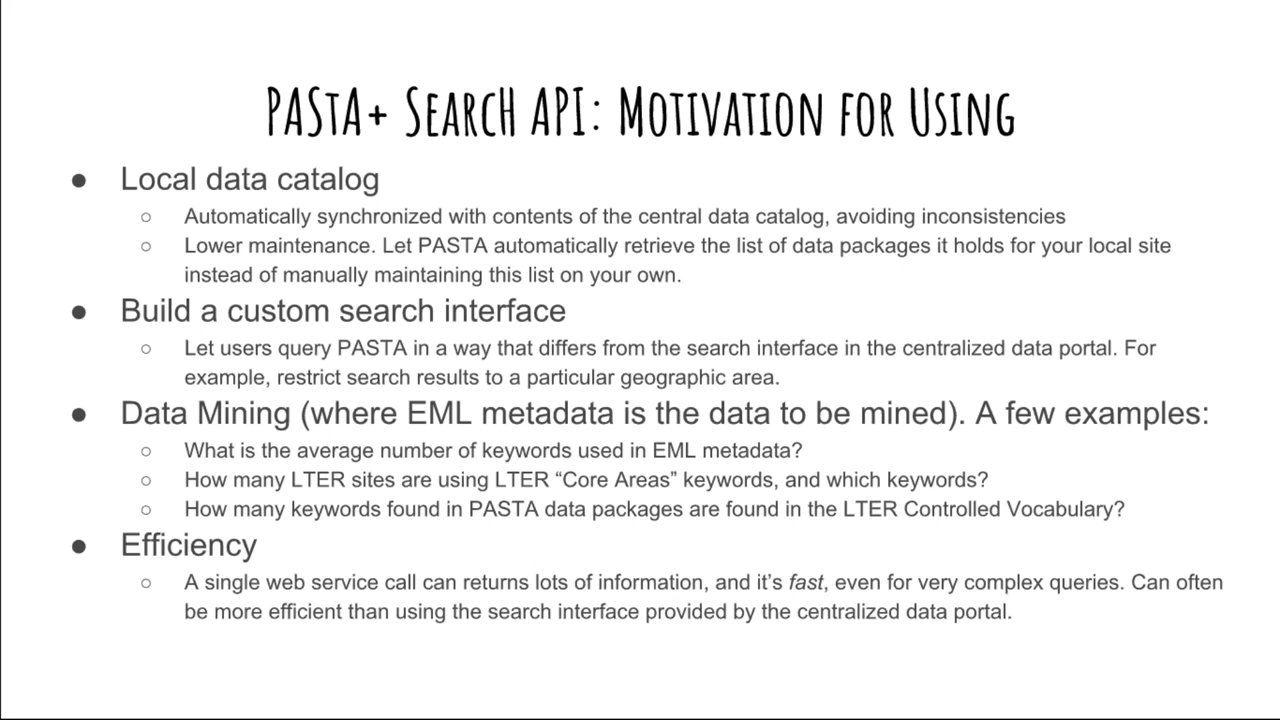 PASTA+ Search API: Motivation for Using
● Local data catalog
○ Automatically synchronized with contents of the central data catalog, avoiding inconsistencies
○ Lower maintenance. Let PASTA automatically retrieve the list of data packages it holds for your local site
instead of manually maintaining this list on your own.
● Build a custom search interface
○ Let users query PASTA in a way that differs from the search interface in the centralized data portal. For
example, restrict search results to a particular geographic area.
● Data Mining (where EML metadata is the data to be mined). A few examples:
○ What is the average number of keywords used in EML metadata?
○ How many LTER sites are using LTER “Core Areas” keywords, and which keywords?
○ How many keywords found in PASTA data packages are found in the LTER Controlled Vocabulary?
● Efficiency
○ A single web service call can returns lots of information, and it’s fast, even for very complex queries. Can often
be more efficient than using the search interface provided by the centralized data portal.